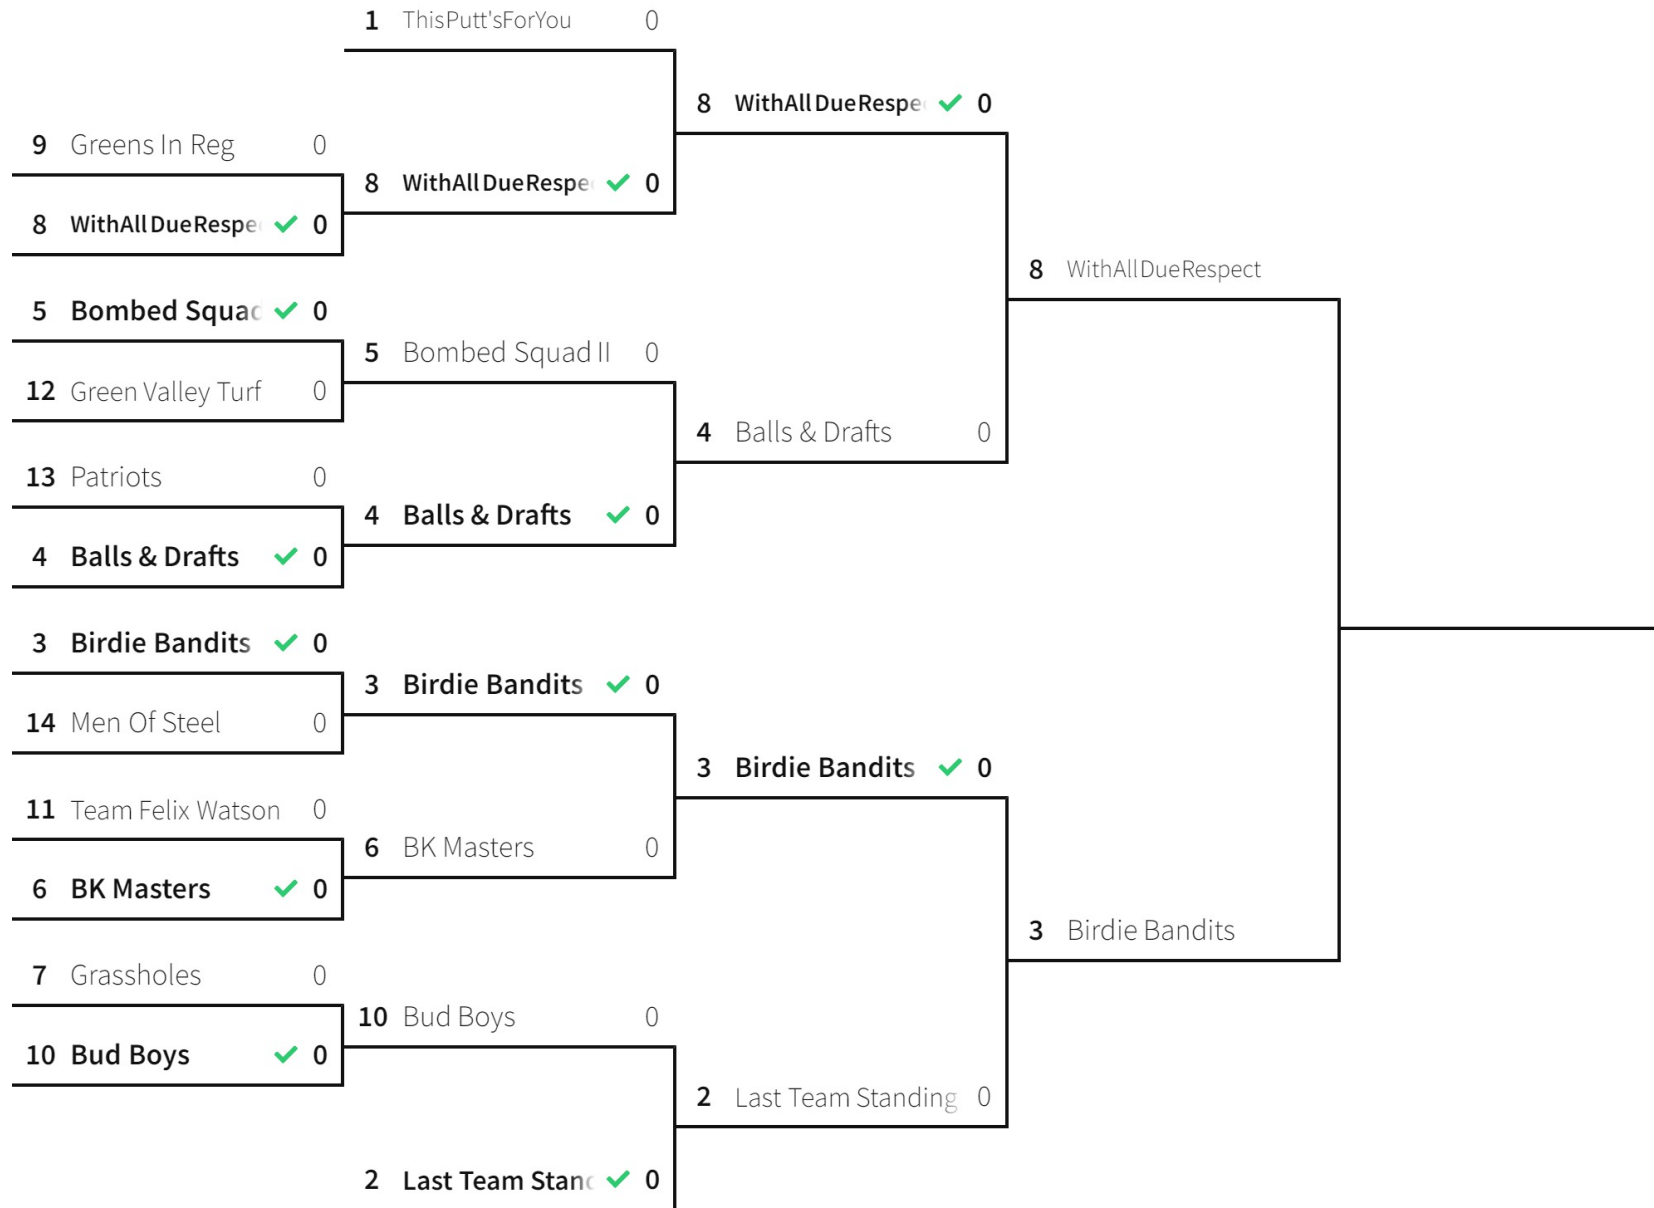 1 ThisPutt'sForYou 0
8 WithAllDueRespe 0
9 Greens In Reg 0
8 WithAllDueRespe 0
8 WithAllDueRespe 0
8 WithAllDueRespect
5 Bombed Squad 0
5 Bombed Squad II 0
12 Green Valley Turf 0
4 Balls & Drafts 0
13 Patriots 0
4 Balls & Drafts 0
4 Balls & Drafts 0
3 Birdie Bandits 0
3 Birdie Bandits 0
14 Men Of Steel 0
3 Birdie Bandits 0
11 Team Felix Watson 0
6 BK Masters 0
6 BK Masters 0
3 Birdie Bandits
7 Grassholes 0
10 Bud Boys 0
10 Bud Boys 0
2 Last Team Standing 0
2 Last Team Stand 0